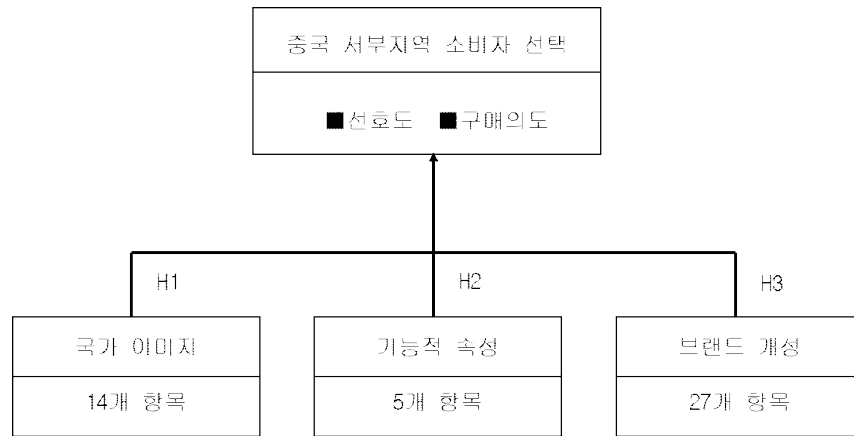 중국 서부지역 소비자 선택
■선호도 ■구매의도
H1 H2 H3
국가 이미지 기능적 속성 브랜드 개성
14개 항목 5개 항목 27개 항목